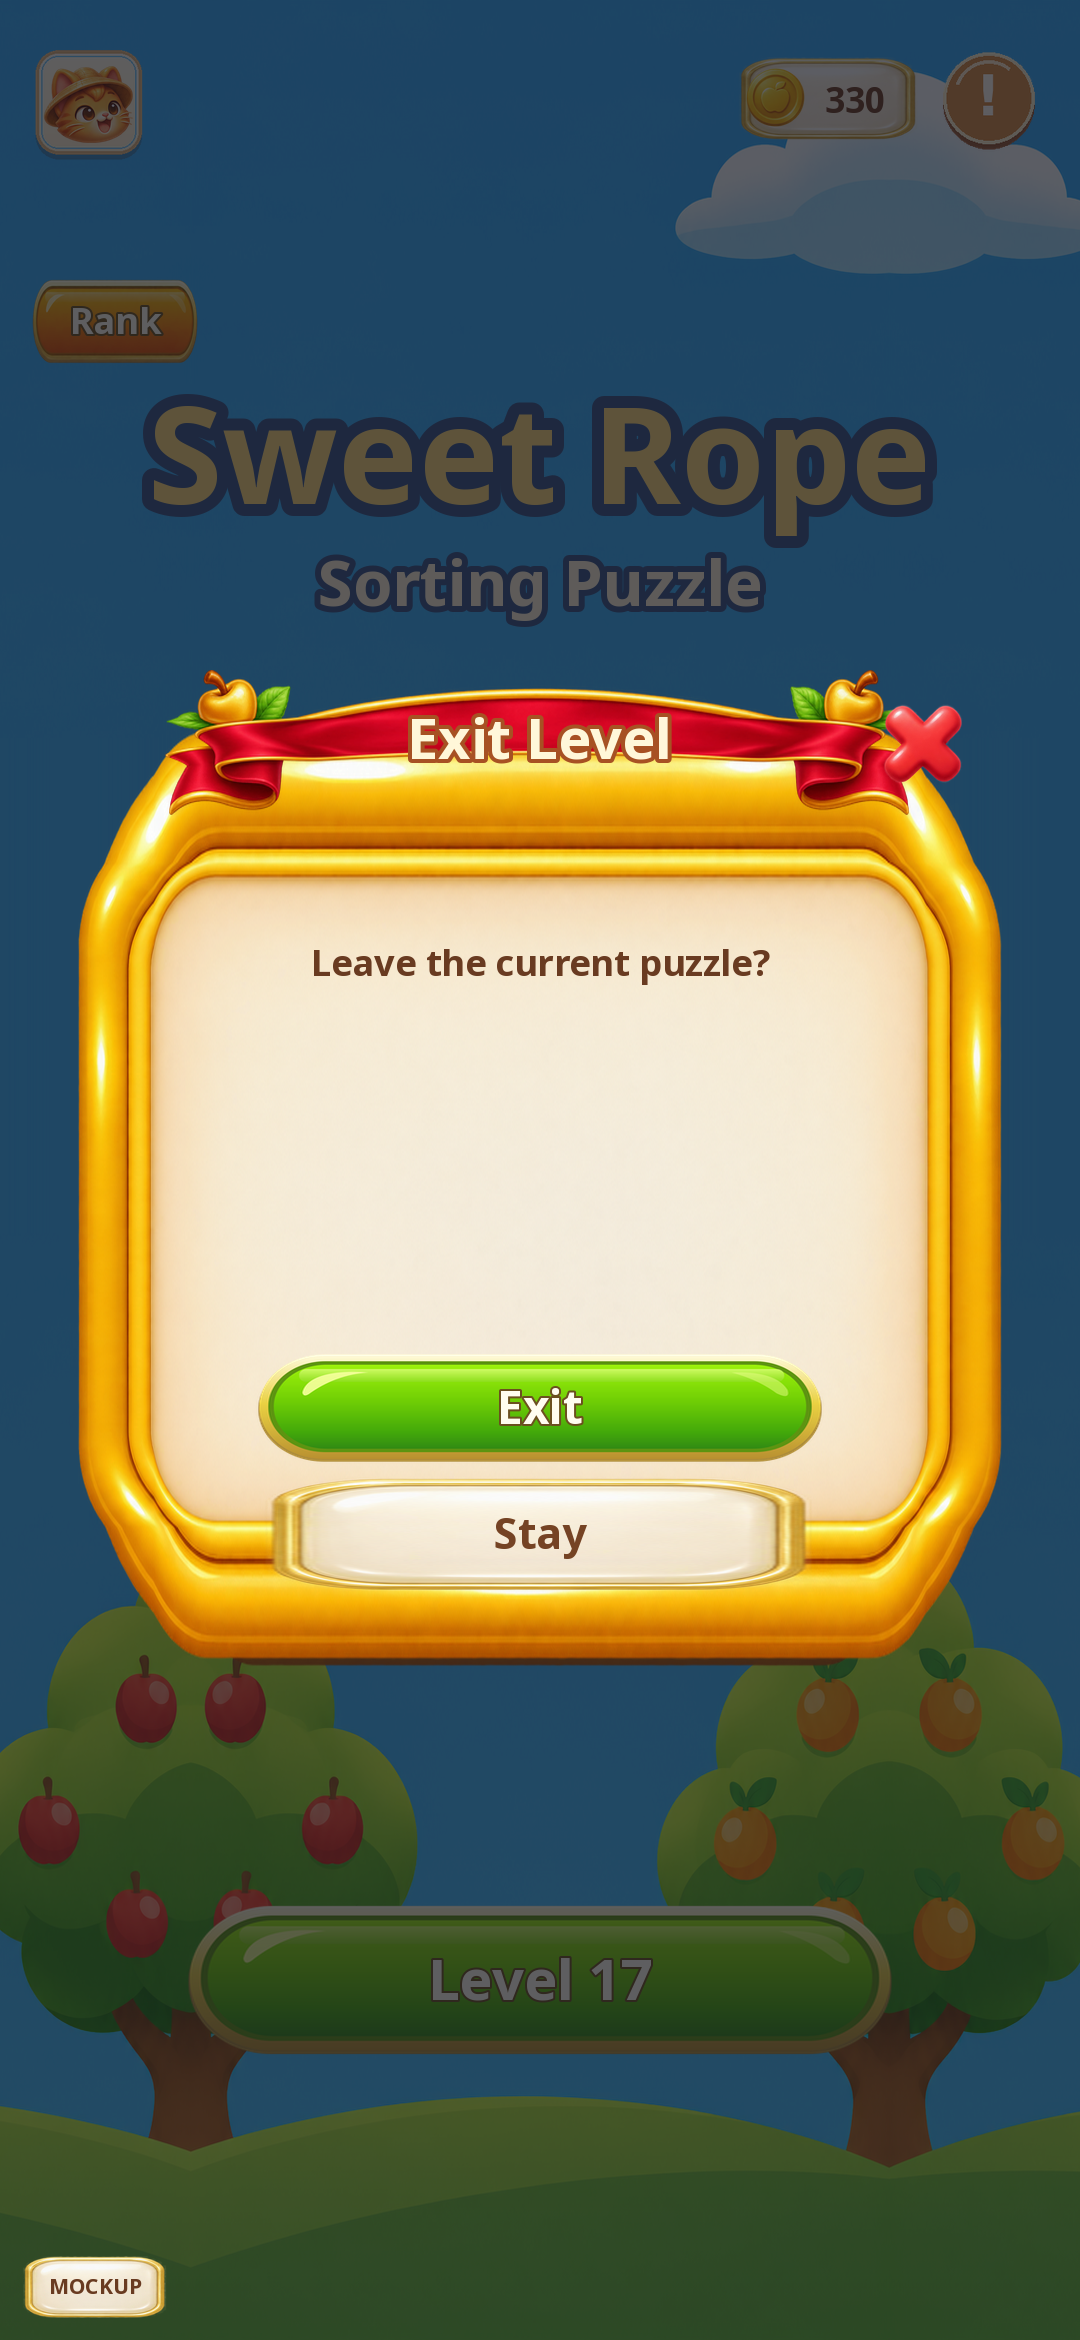 330
!
Rank
Sweet Rope
Sorting Puzzle
Exit Level
Leave the current puzzle?
Exit
Stay
Level 17
MOCKUP